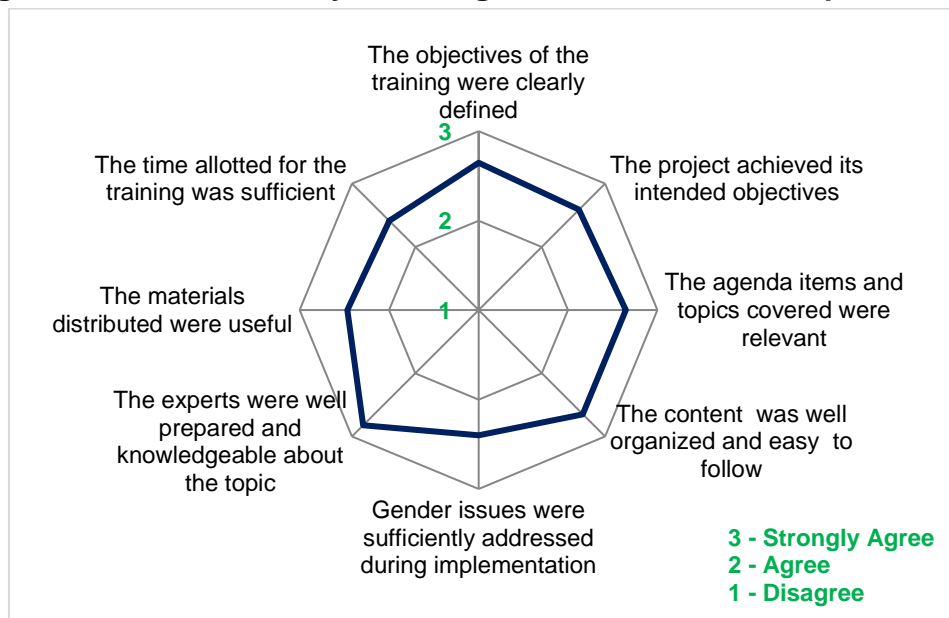 The objectives of the
training were clearly
defined
3
The time allotted for the
training was sufficient
The project achieved its
intended objectives
2
The materials
distributed were useful
1
The agenda items and
topics covered were
relevant
The experts were well
prepared and
knowledgeable about
the topic
The content  was well
organized and easy  to
follow
Gender issues were
sufficiently addressed
during implementation
3 - Strongly Agree
2 - Agree
1 - Disagree